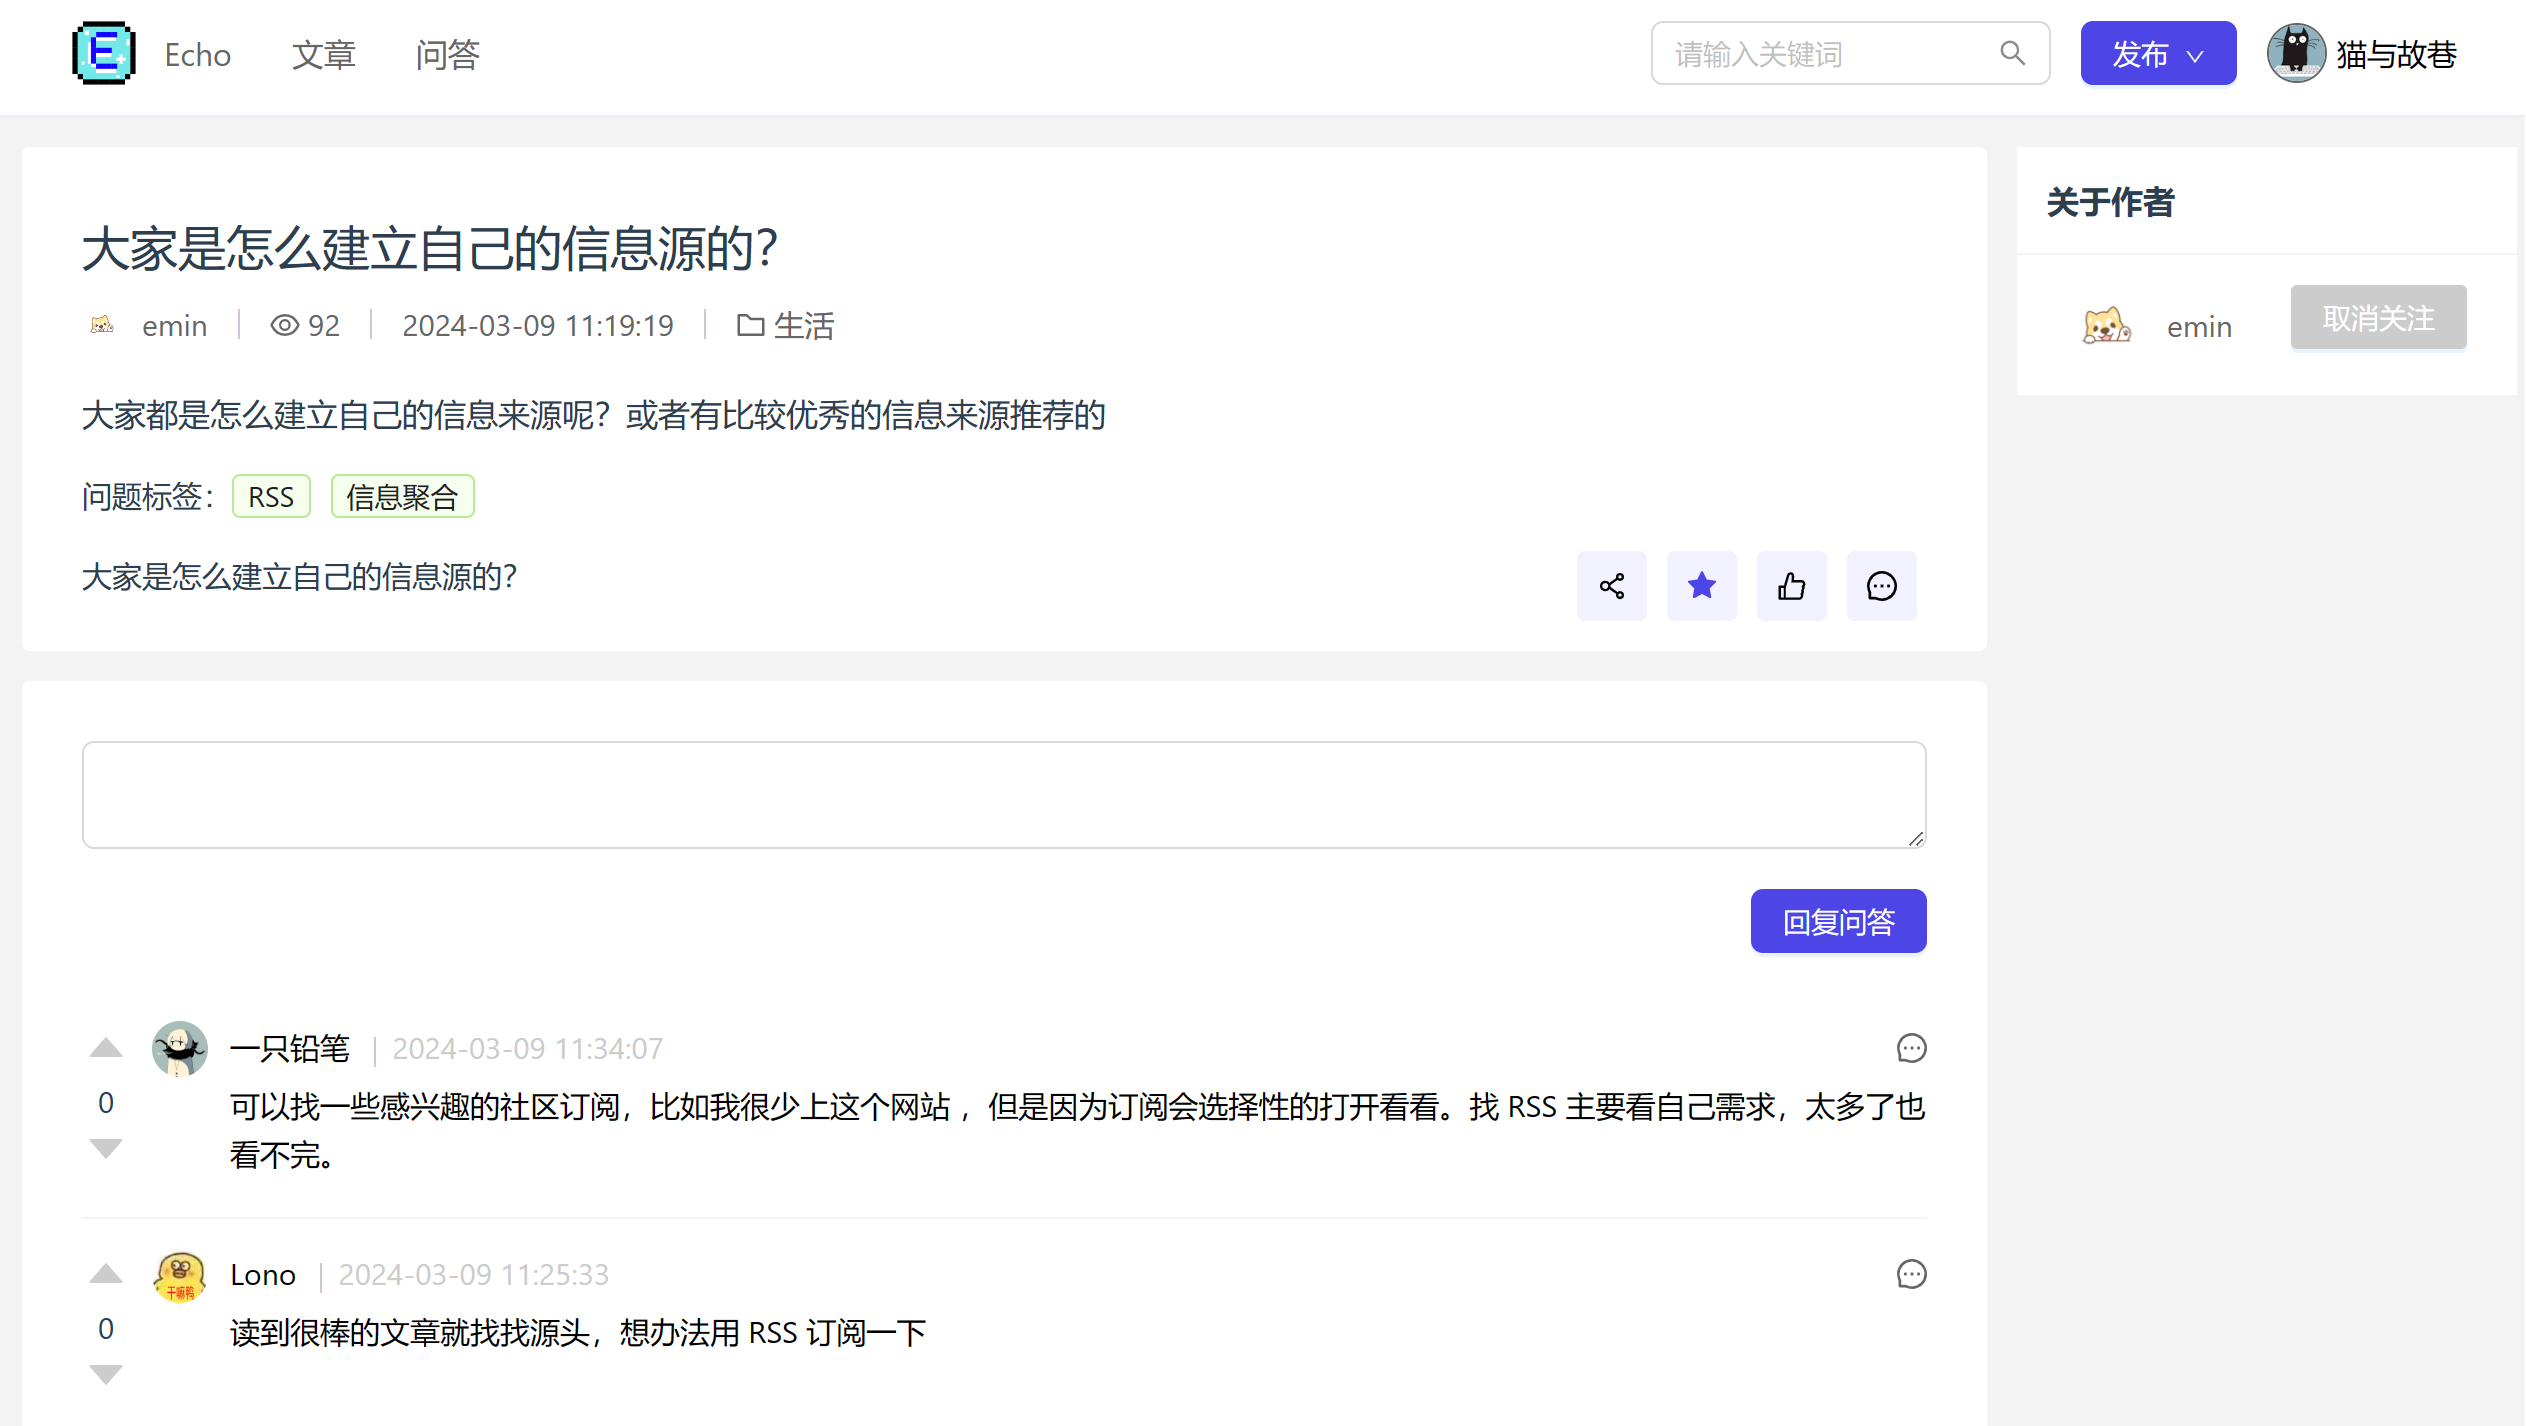 Echo 文章 问答 请输入关键词 发布 猫与故巷
大家是怎么建立自己的信息源的？
emin 92 2024-03-09 11:19:19 生活
大家都是怎么建立自己的信息来源呢？或者有比较优秀的信息来源推荐的
问题标签： RSS 信息聚合
大家是怎么建立自己的信息源的？
关于作者
emin 取消关注
回复问答
一只铅笔 2024-03-09 11:34:07
0
可以找一些感兴趣的社区订阅，比如我很少上这个网站 ，但是因为订阅会选择性的打开看看。找 RSS 主要看自己需求，太多了也
看不完。
Lono 2024-03-09 11:25:33
干嘛鸭
0
读到很棒的文章就找找源头，想办法用 RSS 订阅一下